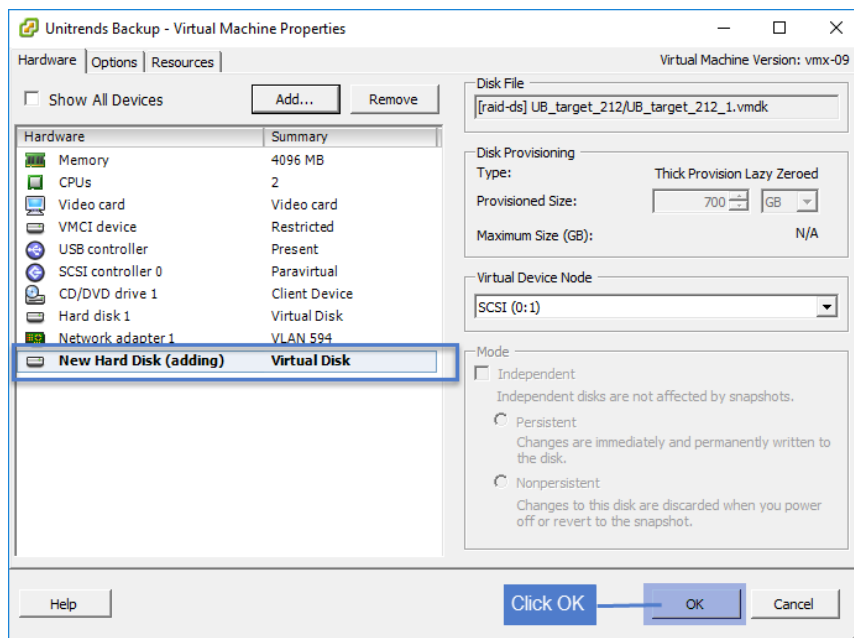 Unitrends Backup - Virtual Machine Properties
Hardware Options Resources
Virtual Machine Version: vmx-09
Show All Devices
Add...
Remove
Hardware Summary
Memory 4096 MB
CPUs 2
Video card Video card
VMCI device Restricted
USB controller Present
SCSI controller 0 Paravirtual
CD/DVD drive 1 Client Device
Hard disk 1 Virtual Disk
Network adapter 1 VLAN 594
New Hard Disk (adding) Virtual Disk
Disk File
[raid-ds] UB_target_212/UB_target_212_1.vmdk
Disk Provisioning
Type: Thick Provision Lazy Zeroed
Provisioned Size: 700 GB
Maximum Size (GB): N/A
Virtual Device Node
SCSI (0:1)
Mode
Independent
Independent disks are not affected by snapshots.
Persistent
Changes are immediately and permanently written to
the disk.
Nonpersistent
Changes to this disk are discarded when you power
off or revert to the snapshot.
Help
Click OK
OK
Cancel